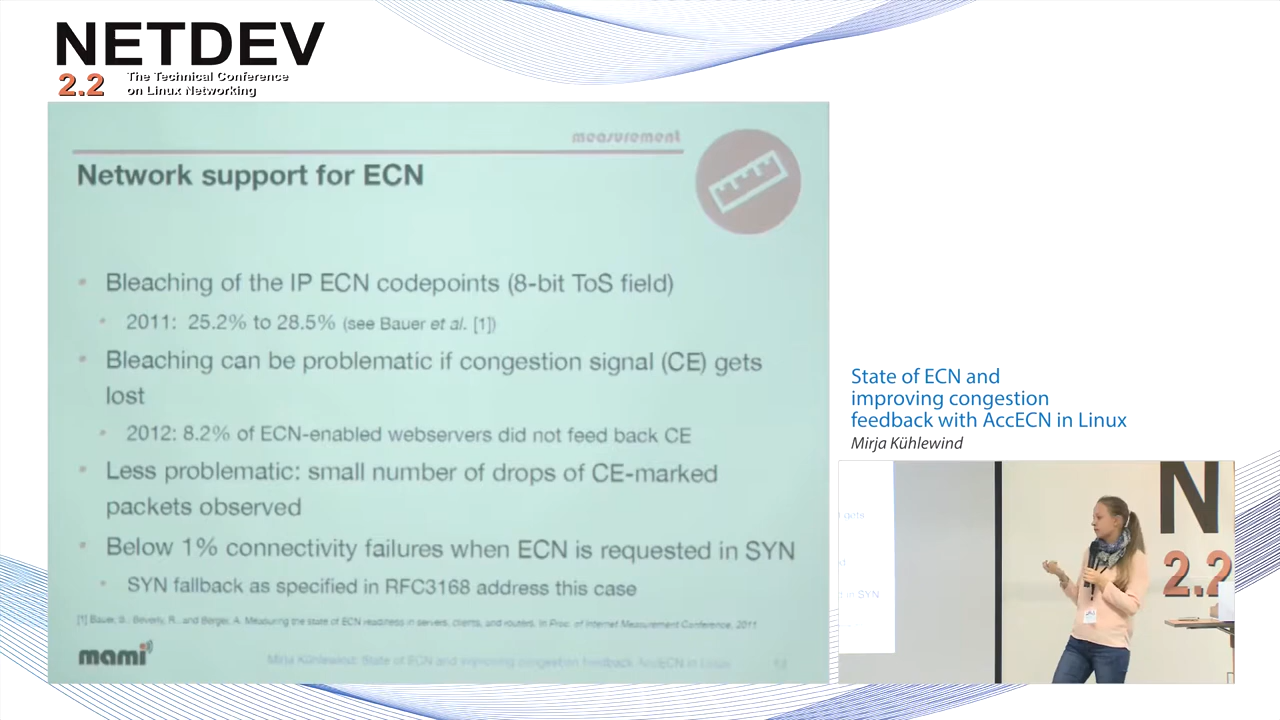 NETDEV
2.2
The Technical Conference
on Linux Networking
measurement
Network support for ECN
• Bleaching of the IP ECN codepoints (8-bit ToS field)
• 2011: 25.2% to 28.5% (see Bauer et al. [1])
• Bleaching can be problematic if congestion signal (CE) gets
lost
• 2012: 8.2% of ECN-enabled webservers did not feed back CE
• Less problematic: small number of drops of CE-marked
packets observed
• Below 1% connectivity failures when ECN is requested in SYN
• SYN fallback as specified in RFC3168 address this case
[1] Bauer, S., Beverly, R., and Berger, A. Measuring the state of ECN readiness in servers, clients, and routers. In Proc. of Internet Measurement Conference, 2011
mami
Mirja Kühlewind: State of ECN and improving congestion feedback AccECN in Linux
State of ECN and
improving congestion
feedback with AccECN in Linux
Mirja Kühlewind
gets
in SYN
N
2.2